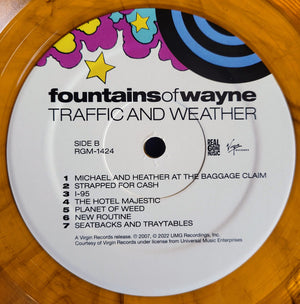 fountainsofwayne
TRAFFIC AND WEATHER
SIDE B
RGM-1424
REAL GONE MUSIC
Virgin
1 MICHAEL AND HEATHER AT THE BAGGAGE CLAIM
2 STRAPPED FOR CASH
3 I-95
4 THE HOTEL MAJESTIC
5 PLANET OF WEED
6 NEW ROUTINE
7 SEATBACKS AND TRAYTABLES
A Virgin Records release. ℗ 2007, © 2022 UMG Recordings, Inc.
Courtesy of Virgin Records under license from Universal Music Enterprises